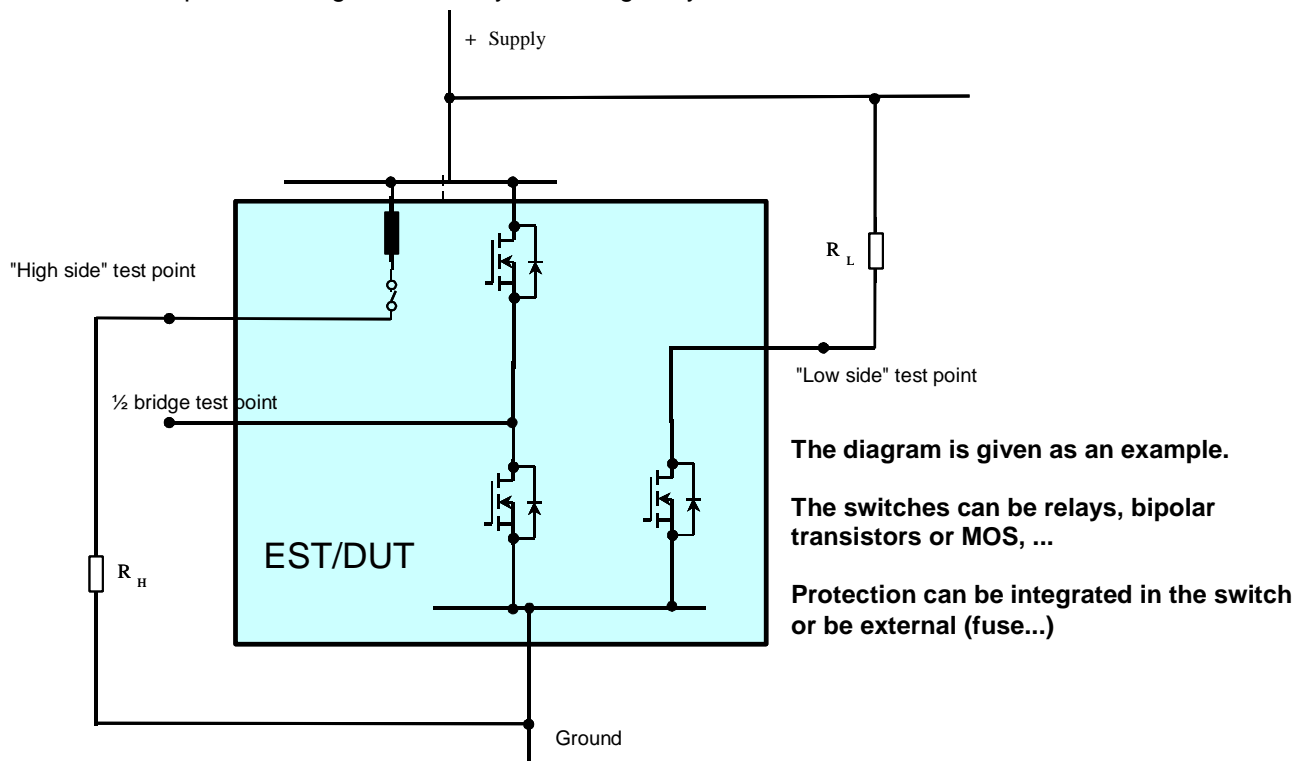 + Supply
R L
"High side" test point
"Low side" test point
½ bridge test point
The diagram is given as an example.
The switches can be relays, bipolar
transistors or MOS, ...
EST/DUT
R H
Protection can be integrated in the switch
or be external (fuse...)
Ground